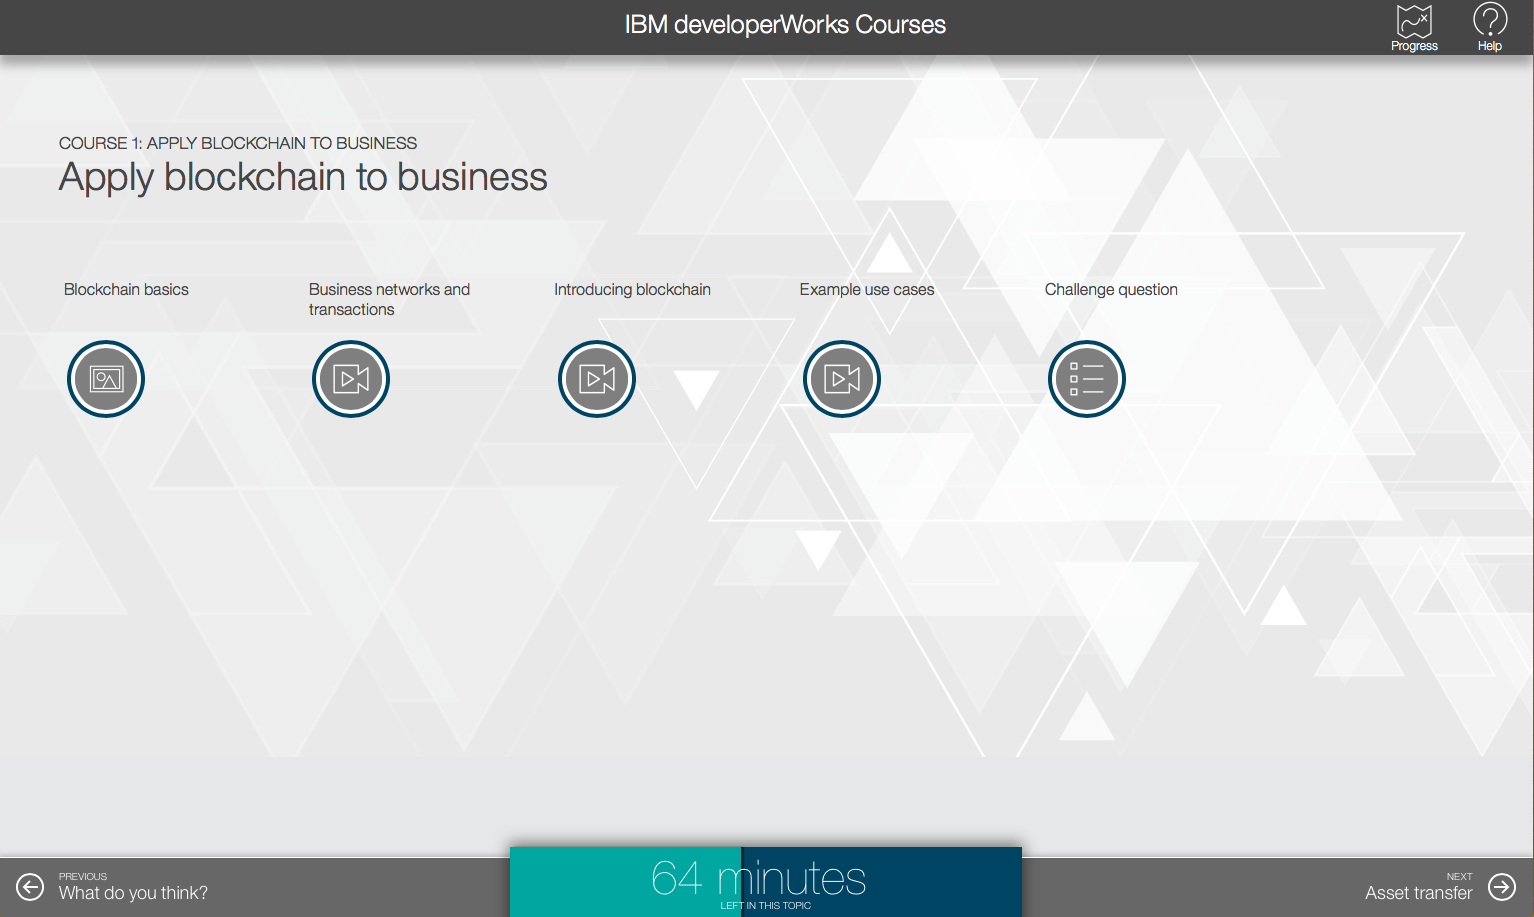 IBM developerWorks Courses
Progress
Help
COURSE 1: APPLY BLOCKCHAIN TO BUSINESS
Apply blockchain to business
Blockchain basics
Business networks and
transactions
Introducing blockchain
Example use cases
Challenge question
PREVIOUS
What do you think?
64 minutes
LEFT IN THIS TOPIC
NEXT
Asset transfer